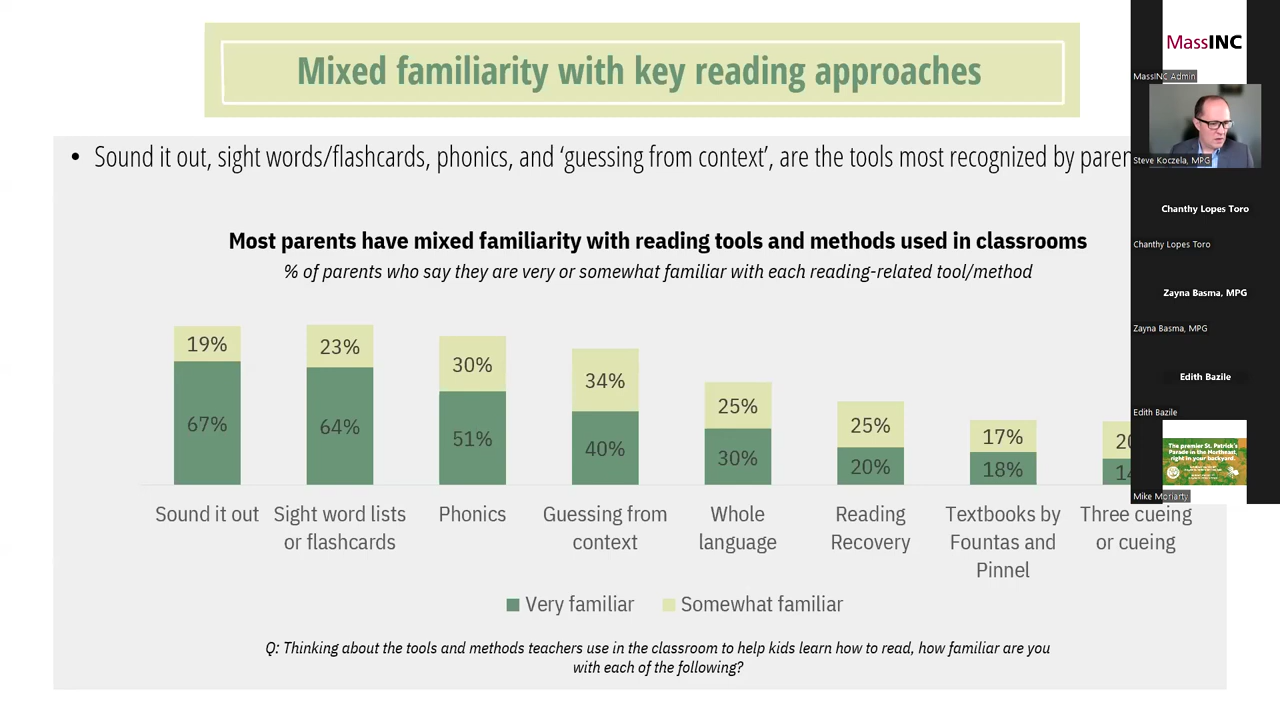 Mixed familiarity with key reading approaches
• Sound it out, sight words/flashcards, phonics, and ‘guessing from context’, are the tools most recognized by
Most parents have mixed familiarity with reading tools and methods used in classrooms
% of parents who say they are very or somewhat familiar with each reading-related tool/method
19%
67%
23%
64%
30%
51%
34%
40%
25%
30%
25%
20%
17%
18%
Sound it out
Sight word lists
or flashcards
Phonics
Guessing from
context
Whole
language
Reading
Recovery
Textbooks by
Fountas and
Pinnel
Three cueing
or cueing
Very familiar
Somewhat familiar
Q: Thinking about the tools and methods teachers use in the classroom to help kids learn how to read, how familiar are you
with each of the following?
MassINC
MassINC Admin
Steve Koczela, MPG
Chanthy Lopes Toro
Chanthy Lopes Toro
Zayna Basma, MPG
Zayna Basma, MPG
Edith Bazile
Edith Bazile
The premier St. Patrick's
Parade in the Northeast,
right in your backyard.
Mike Moriarty